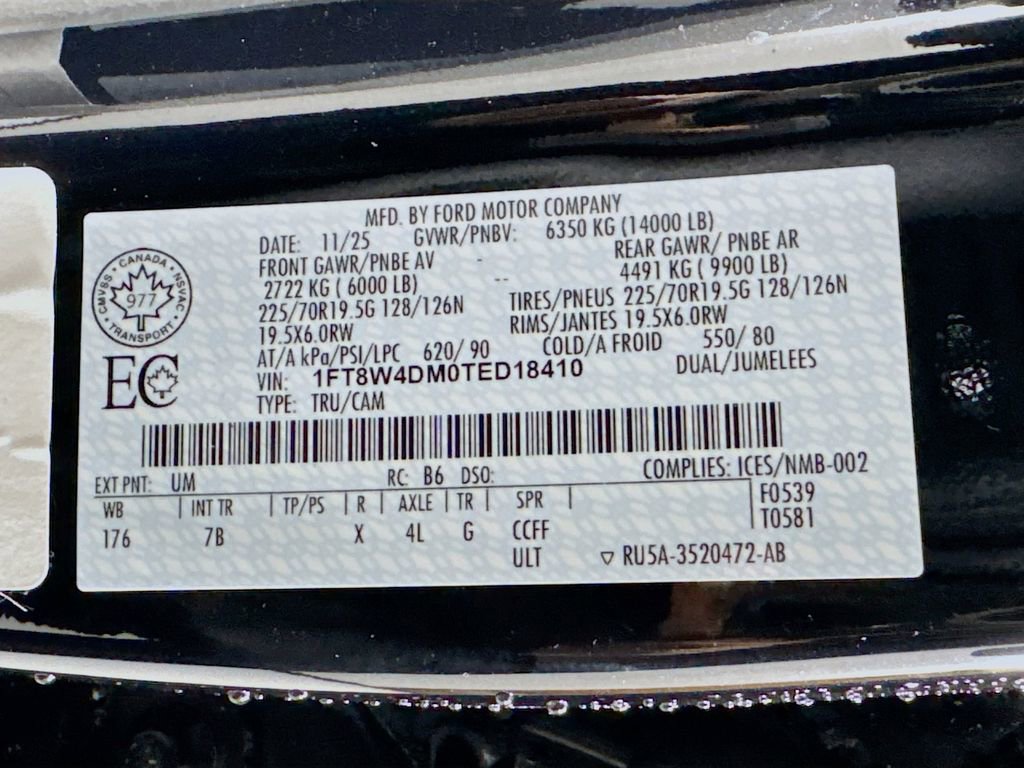 MFD. BY FORD MOTOR COMPANY
DATE: 11/25 GVWR/PNBV: 6350 KG (14000 LB)
FRONT GAWR/PNBE AV REAR GAWR/ PNBE AR
2722 KG ( 6000 LB) 4491 KG ( 9900 LB)
225/70R19.5G 128/126N TIRES/PNEUS 225/70R19.5G 128/126N
19.5X6.0RW RIMS/JANTES 19.5X6.0RW
AT/A kPa/PSI/LPC 620/ 90 COLD/A FROID 550/ 80
VIN: 1FT8W4DM0TED18410 DUAL/JUMELEES
TYPE: TRU/CAM
CANADA
CMVSS NSVAC
977
TRANSPORT
EC
EXT PNT: UM RC: B6 DSO: COMPLIES: ICES/NMB-002
WB INT TR TP/PS R AXLE TR SPR F0539
176 7B X 4L G CCFF T0581
ULT RU5A-3520472-AB